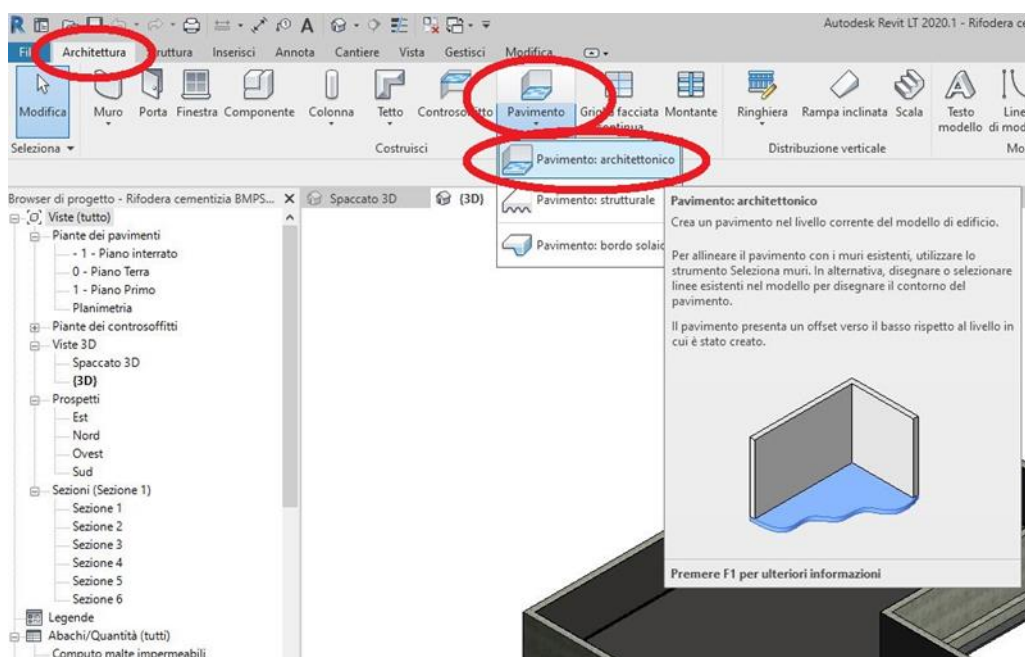 Autodesk Revit LT 2020.1 - Rifodera ce
Architettura Inserisci Annota Cantiere Vista Gestisci Modifica
Modifica Muro Porta Finestra Componente Colonna Tetto Controsoffitto Pavimento Griglia facciata Montante Ringhiera Rampa inclinata Scala Testo Line
continua modello di mod
Seleziona Costruisci Distribuzione verticale Mo
Pavimento: architettonico
Pavimento: strutturale
Pavimento: bordo solaio
Browser di progetto - Rifodera cementizia BMPS... X Spaccato 3D {3D}
Viste (tutto)
Piante dei pavimenti
- 1 - Piano interrato
0 - Piano Terra
1 - Piano Primo
Planimetria
Piante dei controsoffitti
Viste 3D
Spaccato 3D
{3D}
Prospetti
Est
Nord
Ovest
Sud
Sezioni (Sezione 1)
Sezione 1
Sezione 2
Sezione 3
Sezione 4
Sezione 5
Sezione 6
Legende
Abachi/Quantità (tutti)
Computo malte impermeabili
Pavimento: architettonico
Crea un pavimento nel livello corrente del modello di edificio.
Per allineare il pavimento con i muri esistenti, utilizzare lo
strumento Seleziona muri. In alternativa, disegnare o selezionare
linee esistenti nel modello per disegnare il contorno del
pavimento.
Il pavimento presenta un offset verso il basso rispetto al livello in
cui è stato creato.
Premere F1 per ulteriori informazioni